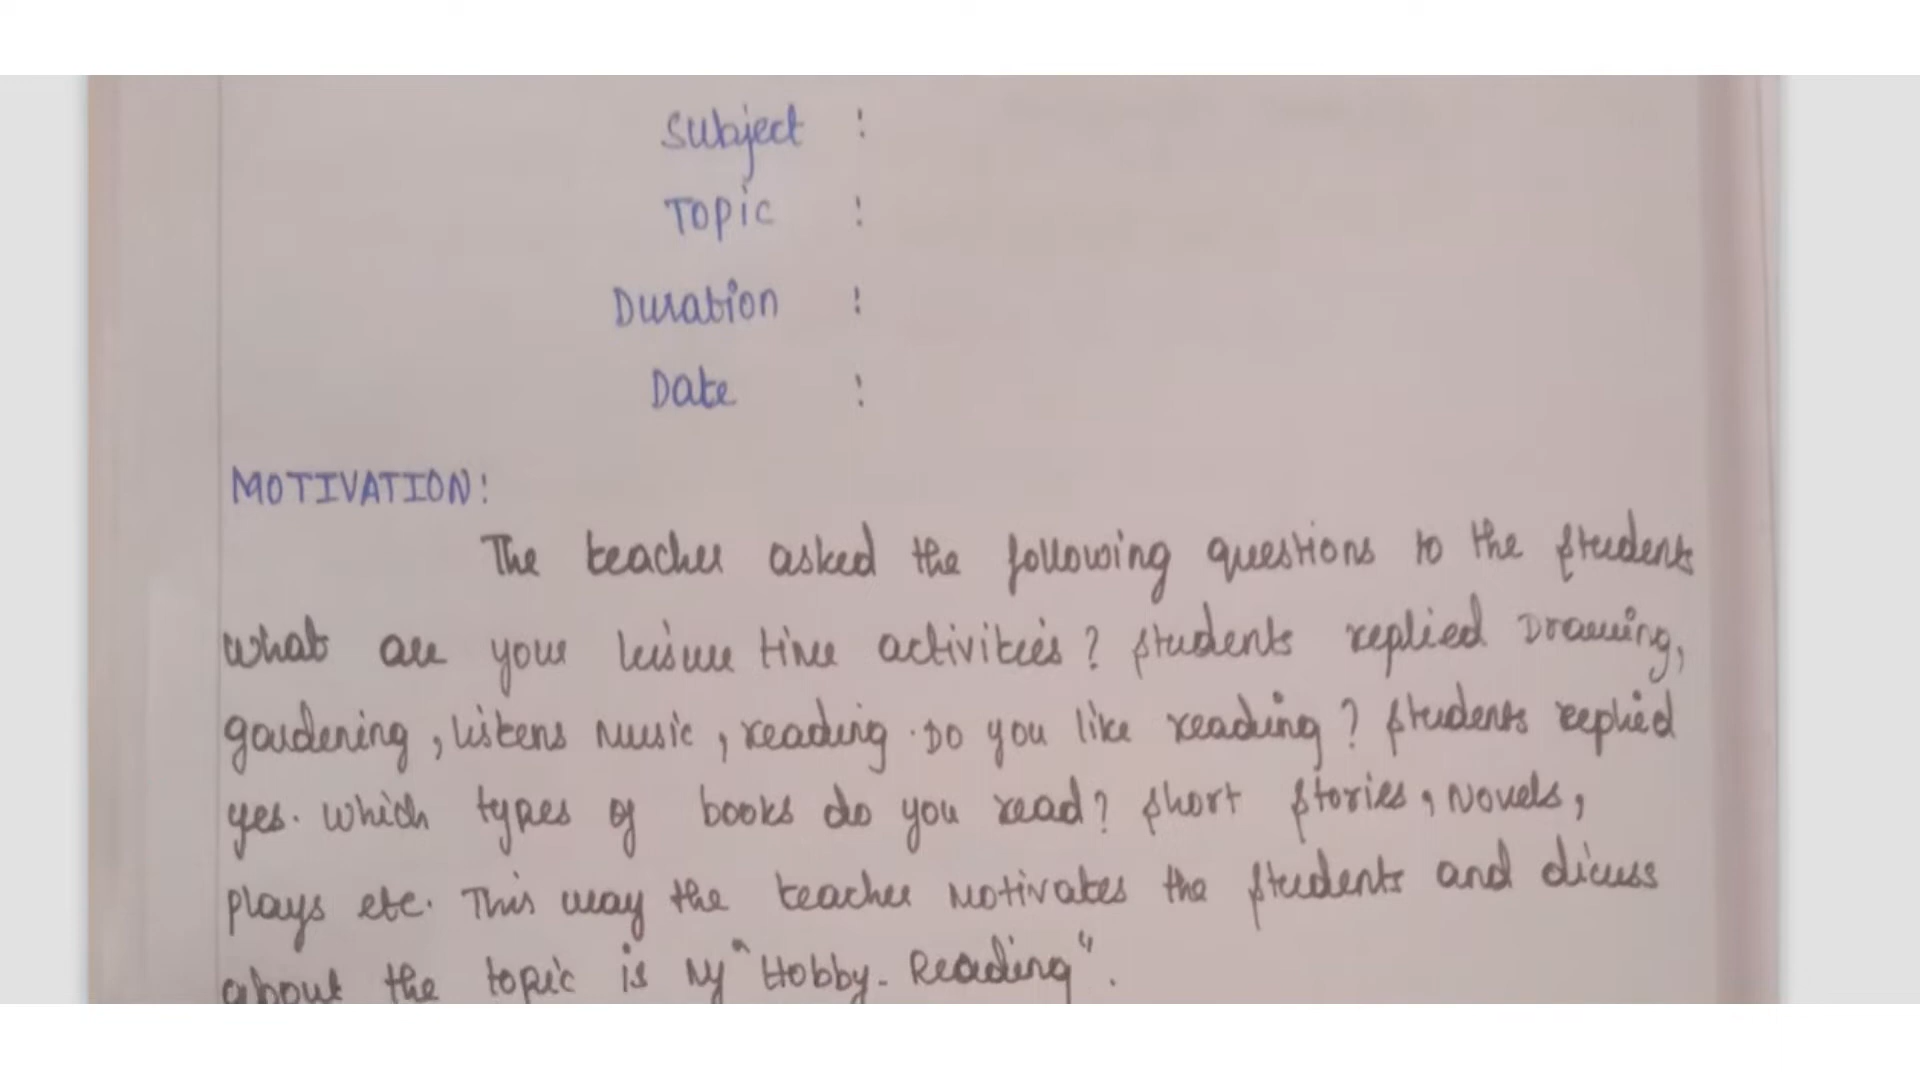 Subject :
Topic :
Duration :
Date :
MOTIVATION:
The teacher asked the following questions to the students
what are your leisure time activities? students replied Drawing,
gardening, listens music, reading. Do you like reading? students replied
yes. which types of books do you read? short stories, Novels,
plays etc. This way the teacher motivates the students and dicuss
about the topic is my "Hobby- Reading".